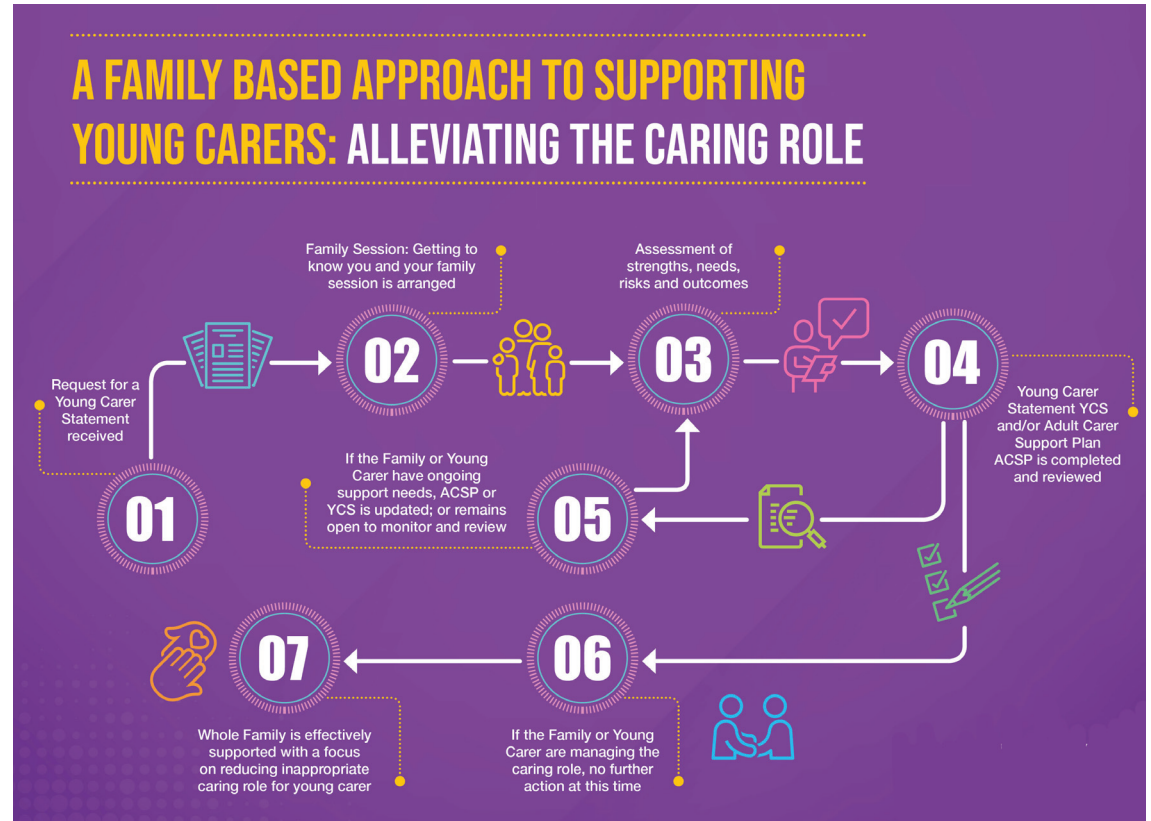 A FAMILY BASED APPROACH TO SUPPORTING
YOUNG CARERS: ALLEVIATING THE CARING ROLE
Request for a
Young Carer
Statement
received
01
Family Session: Getting to
know you and your family
session is arranged
02
Assessment of
strengths, needs,
risks and outcomes
03
04
Young Carer
Statement YCS
and/or Adult Carer
Support Plan
ACSP is completed
and reviewed
If the Family or Young
Carer have ongoing
support needs, ACSP or
YCS is updated; or remains
open to monitor and review
05
06
If the Family or Young
Carer are managing the
caring role, no further
action at this time
07
Whole Family is effectively
supported with a focus
on reducing inappropriate
caring role for young carer